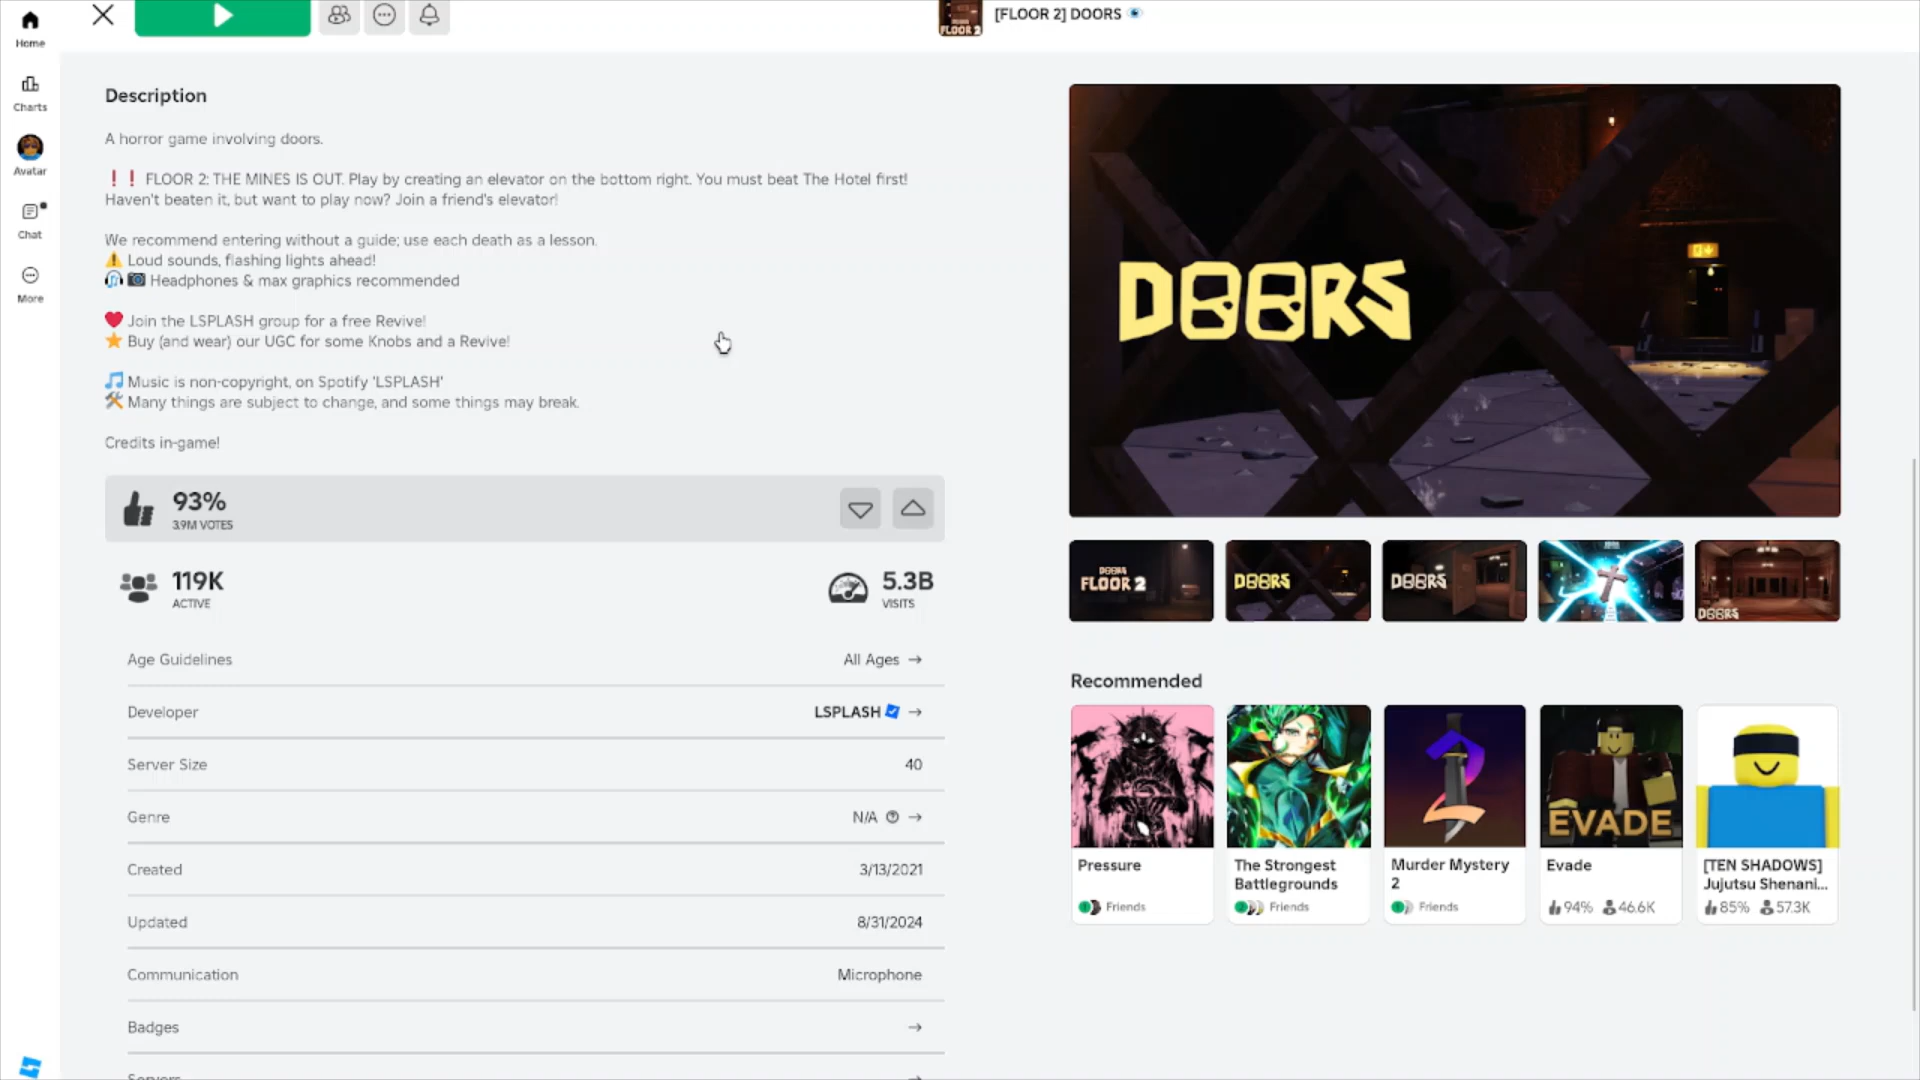 [FLOOR 2] DOORS
Home
Charts
Avatar
Chat
More
Description
A horror game involving doors.
❗❗ FLOOR 2: THE MINES IS OUT. Play by creating an elevator on the bottom right. You must beat The Hotel first!
Haven't beaten it, but want to play now? Join a friend's elevator!
We recommend entering without a guide; use each death as a lesson.
⚠️ Loud sounds, flashing lights ahead!
🎧📷 Headphones & max graphics recommended
❤️ Join the LSPLASH group for a free Revive!
⭐ Buy (and wear) our UGC for some Knobs and a Revive!
🎵 Music is non-copyright, on Spotify 'LSPLASH'
🛠️ Many things are subject to change, and some things may break.
Credits in-game!
93%
3.9M VOTES
119K
ACTIVE
5.3B
VISITS
Age Guidelines All Ages →
Developer LSPLASH →
Server Size 40
Genre N/A →
Created 3/13/2021
Updated 8/31/2024
Communication Microphone
Badges →
Servers →
FLOOR 2
DOORS
DOORS
FLOOR 2
DOORS
DOORS
DOORS
Recommended
EVADE
Pressure
Friends
The Strongest
Battlegrounds
Friends
Murder Mystery
2
Friends
Evade
94% 46.6K
[TEN SHADOWS]
Jujutsu Shenani...
85% 57.3K